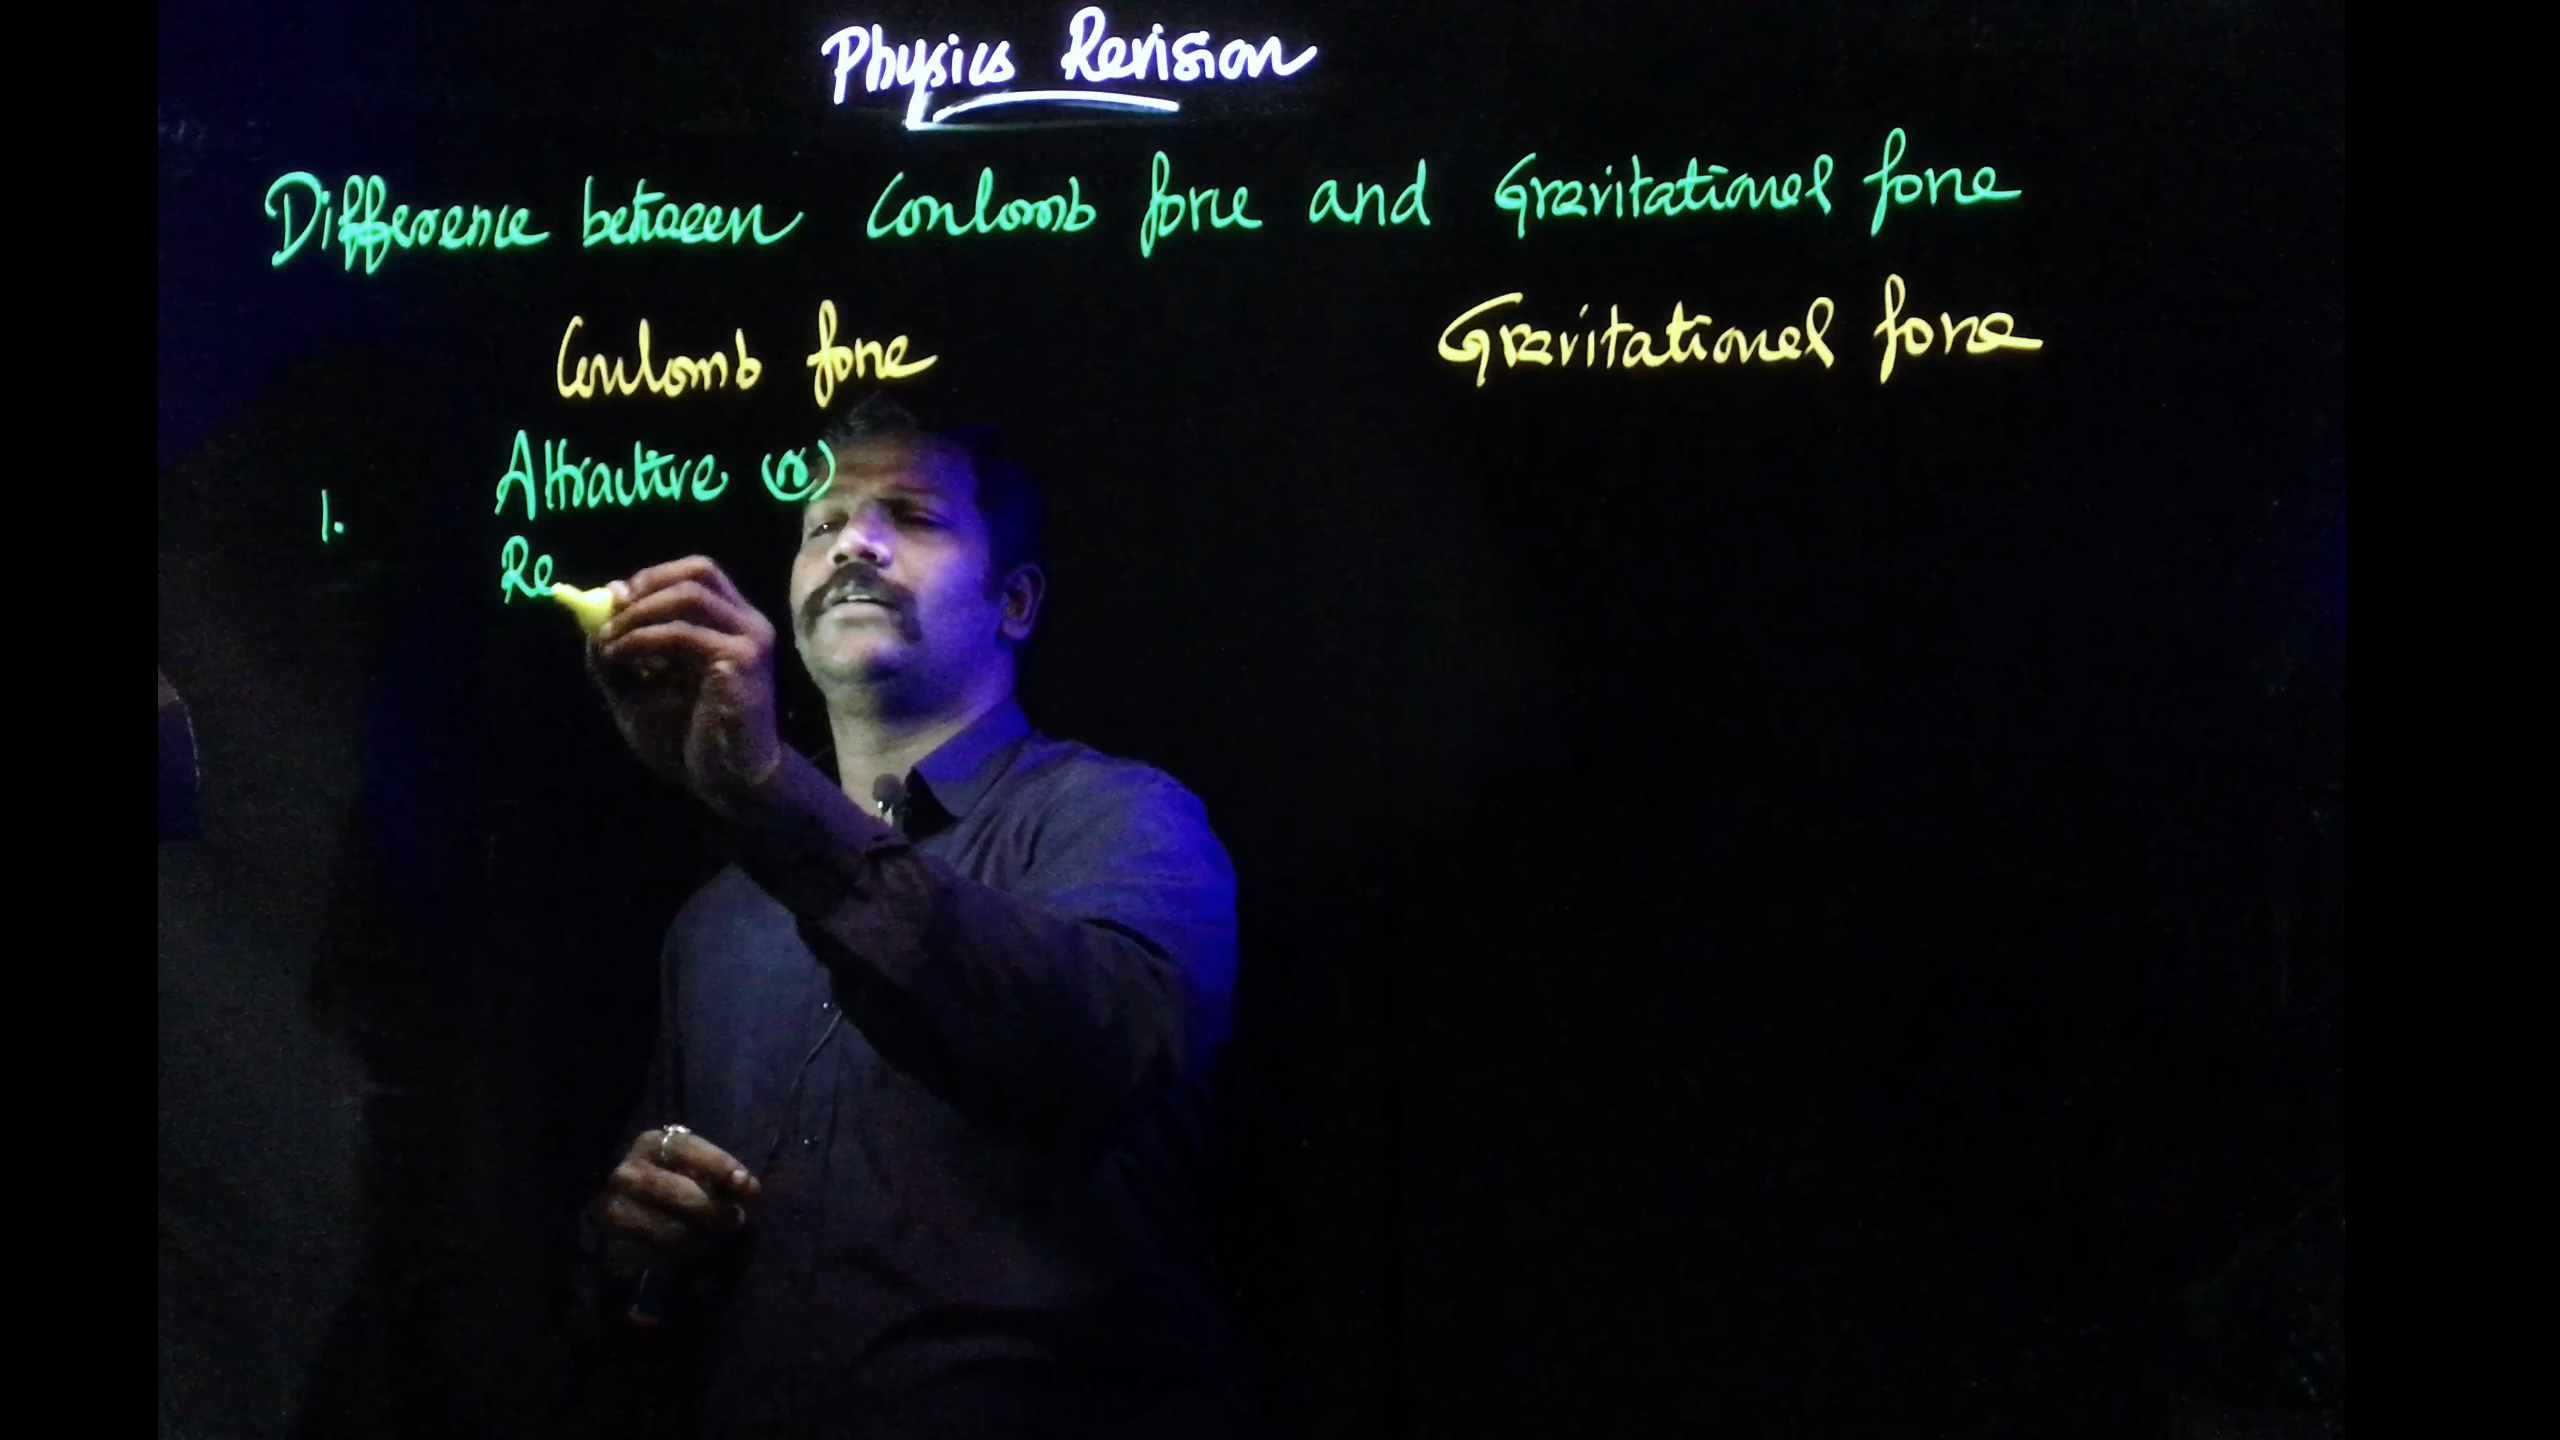 Physics Revision
Difference between Coulomb force and Gravitational force
Coulomb force
Gravitational force
1.
Attractive (or)
Re